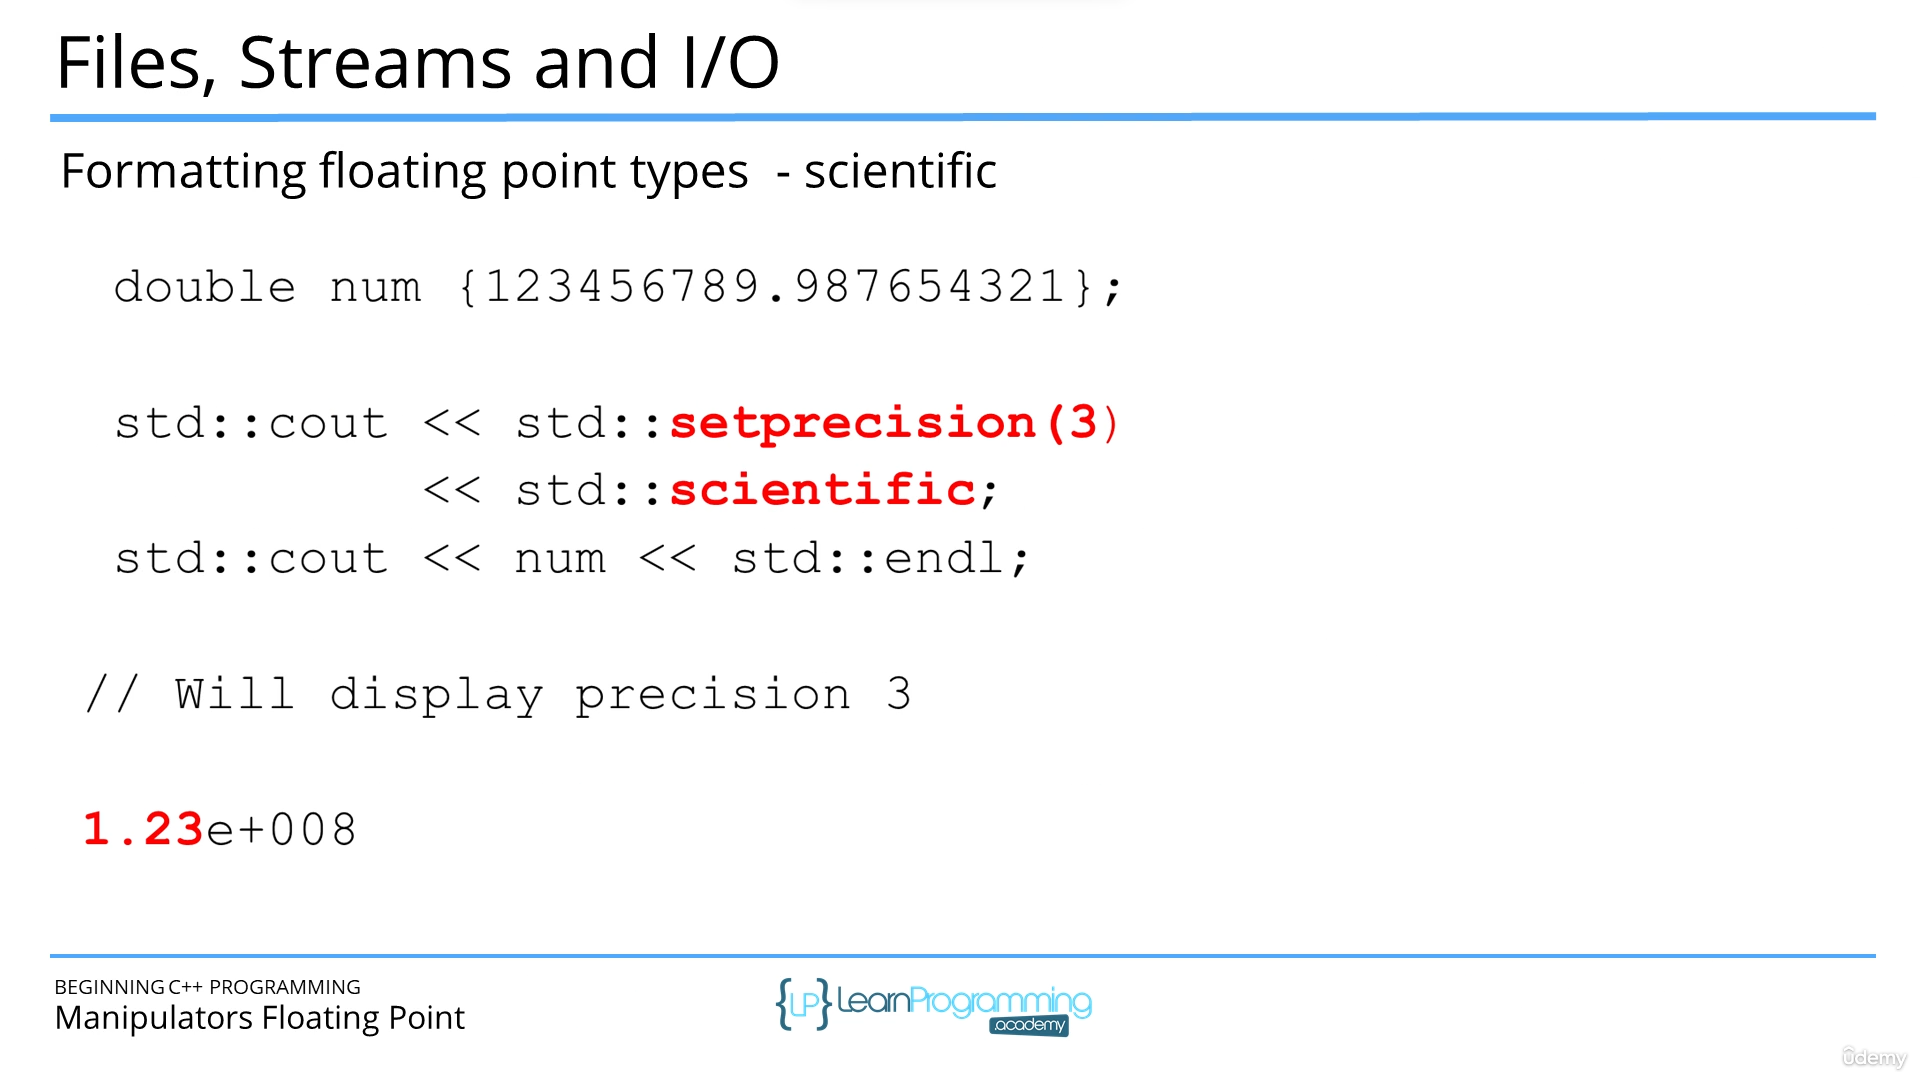 Files, Streams and I/O
Formatting floating point types - scientific
double num {123456789.987654321};
std::cout << std::setprecision(3)
<< std::scientific;
std::cout << num << std::endl;
// Will display precision 3
1.23e+008
BEGINNING C++ PROGRAMMING
Manipulators Floating Point
{LP} LearnProgramming
.academy
udemy